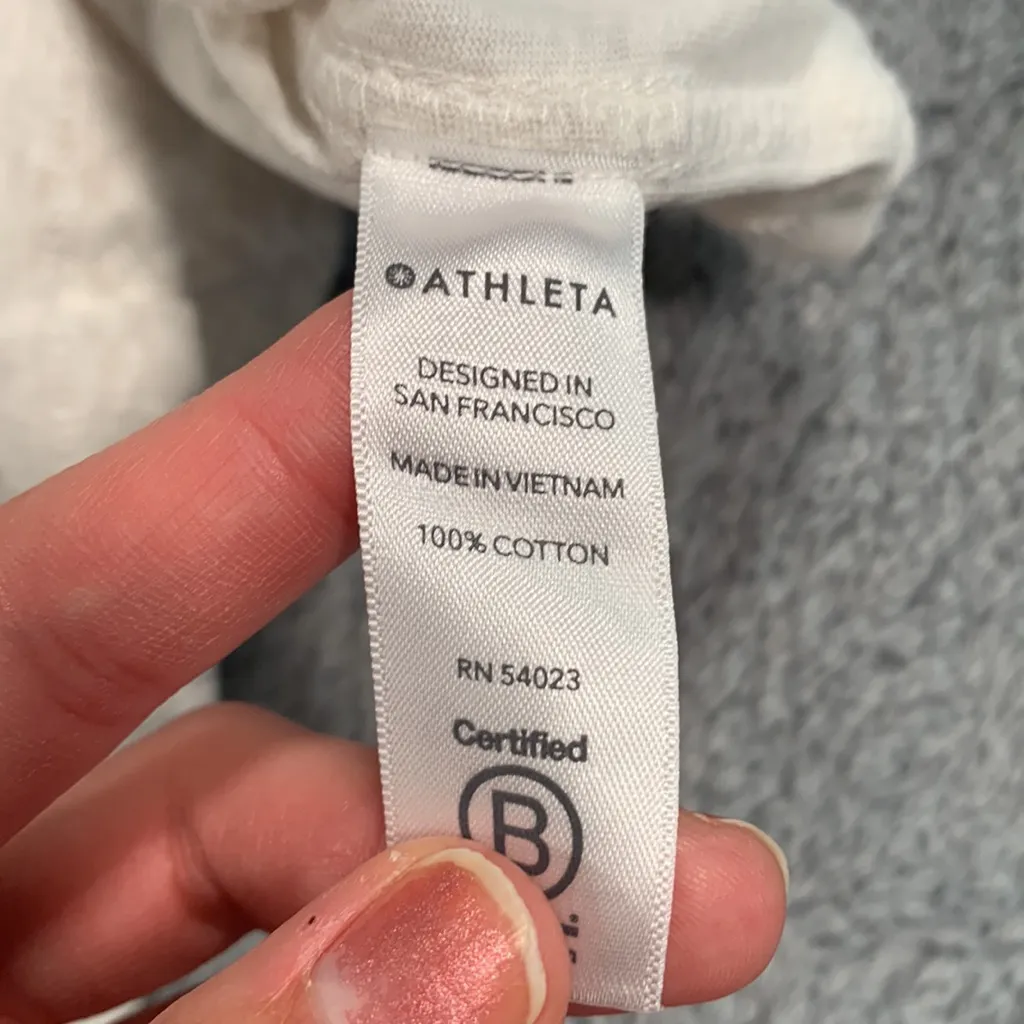 ATHLETA
DESIGNED IN
SAN FRANCISCO
MADE IN VIETNAM
100% COTTON
RN 54023
Certified
B